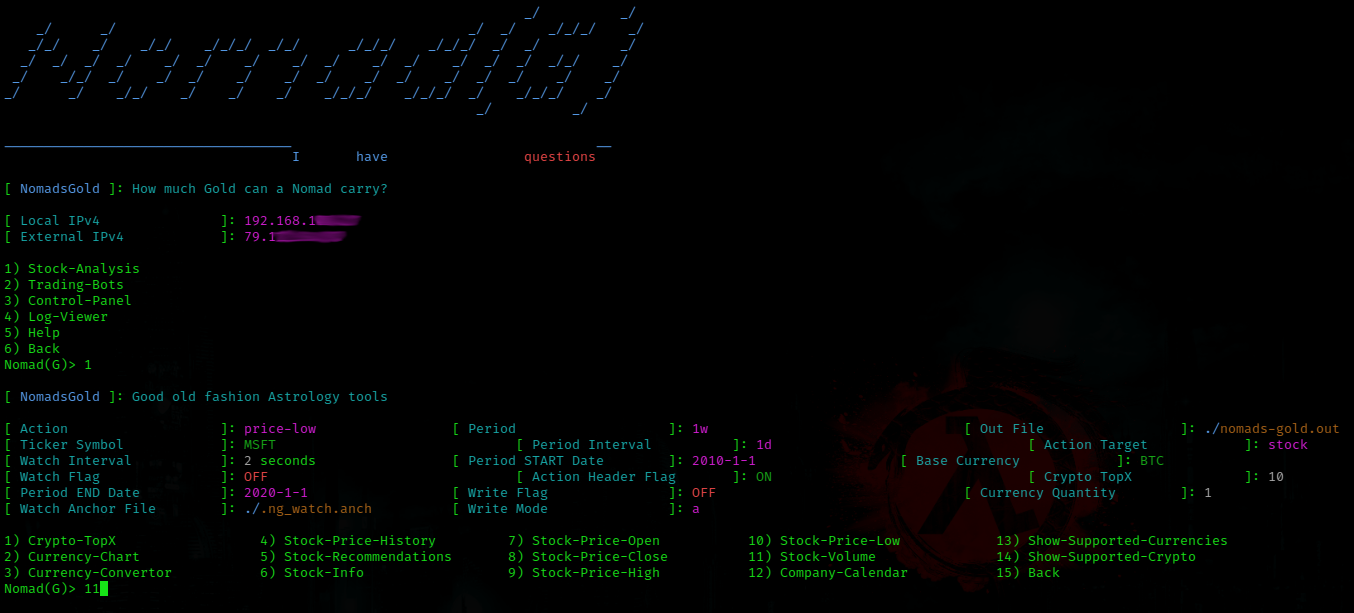 I have questions
[ NomadsGold ]: How much Gold can a Nomad carry?
[ Local IPv4 ]: 192.168.1
[ External IPv4 ]: 79.1
1) Stock-Analysis
2) Trading-Bots
3) Control-Panel
4) Log-Viewer
5) Help
6) Back
Nomad(G)> 1
[ NomadsGold ]: Good old fashion Astrology tools
[ Action ]: price-low [ Period ]: 1w [ Out File ]: ./nomads-gold.out
[ Ticker Symbol ]: MSFT [ Period Interval ]: 1d [ Action Target ]: stock
[ Watch Interval ]: 2 seconds [ Period START Date ]: 2010-1-1 [ Base Currency ]: BTC
[ Watch Flag ]: OFF [ Action Header Flag ]: ON [ Crypto TopX ]: 10
[ Period END Date ]: 2020-1-1 [ Write Flag ]: OFF [ Currency Quantity ]: 1
[ Watch Anchor File ]: ./.ng_watch.anch [ Write Mode ]: a
1) Crypto-TopX 4) Stock-Price-History 7) Stock-Price-Open 10) Stock-Price-Low 13) Show-Supported-Currencies
2) Currency-Chart 5) Stock-Recommendations 8) Stock-Price-Close 11) Stock-Volume 14) Show-Supported-Crypto
3) Currency-Convertor 6) Stock-Info 9) Stock-Price-High 12) Company-Calendar 15) Back
Nomad(G)> 11